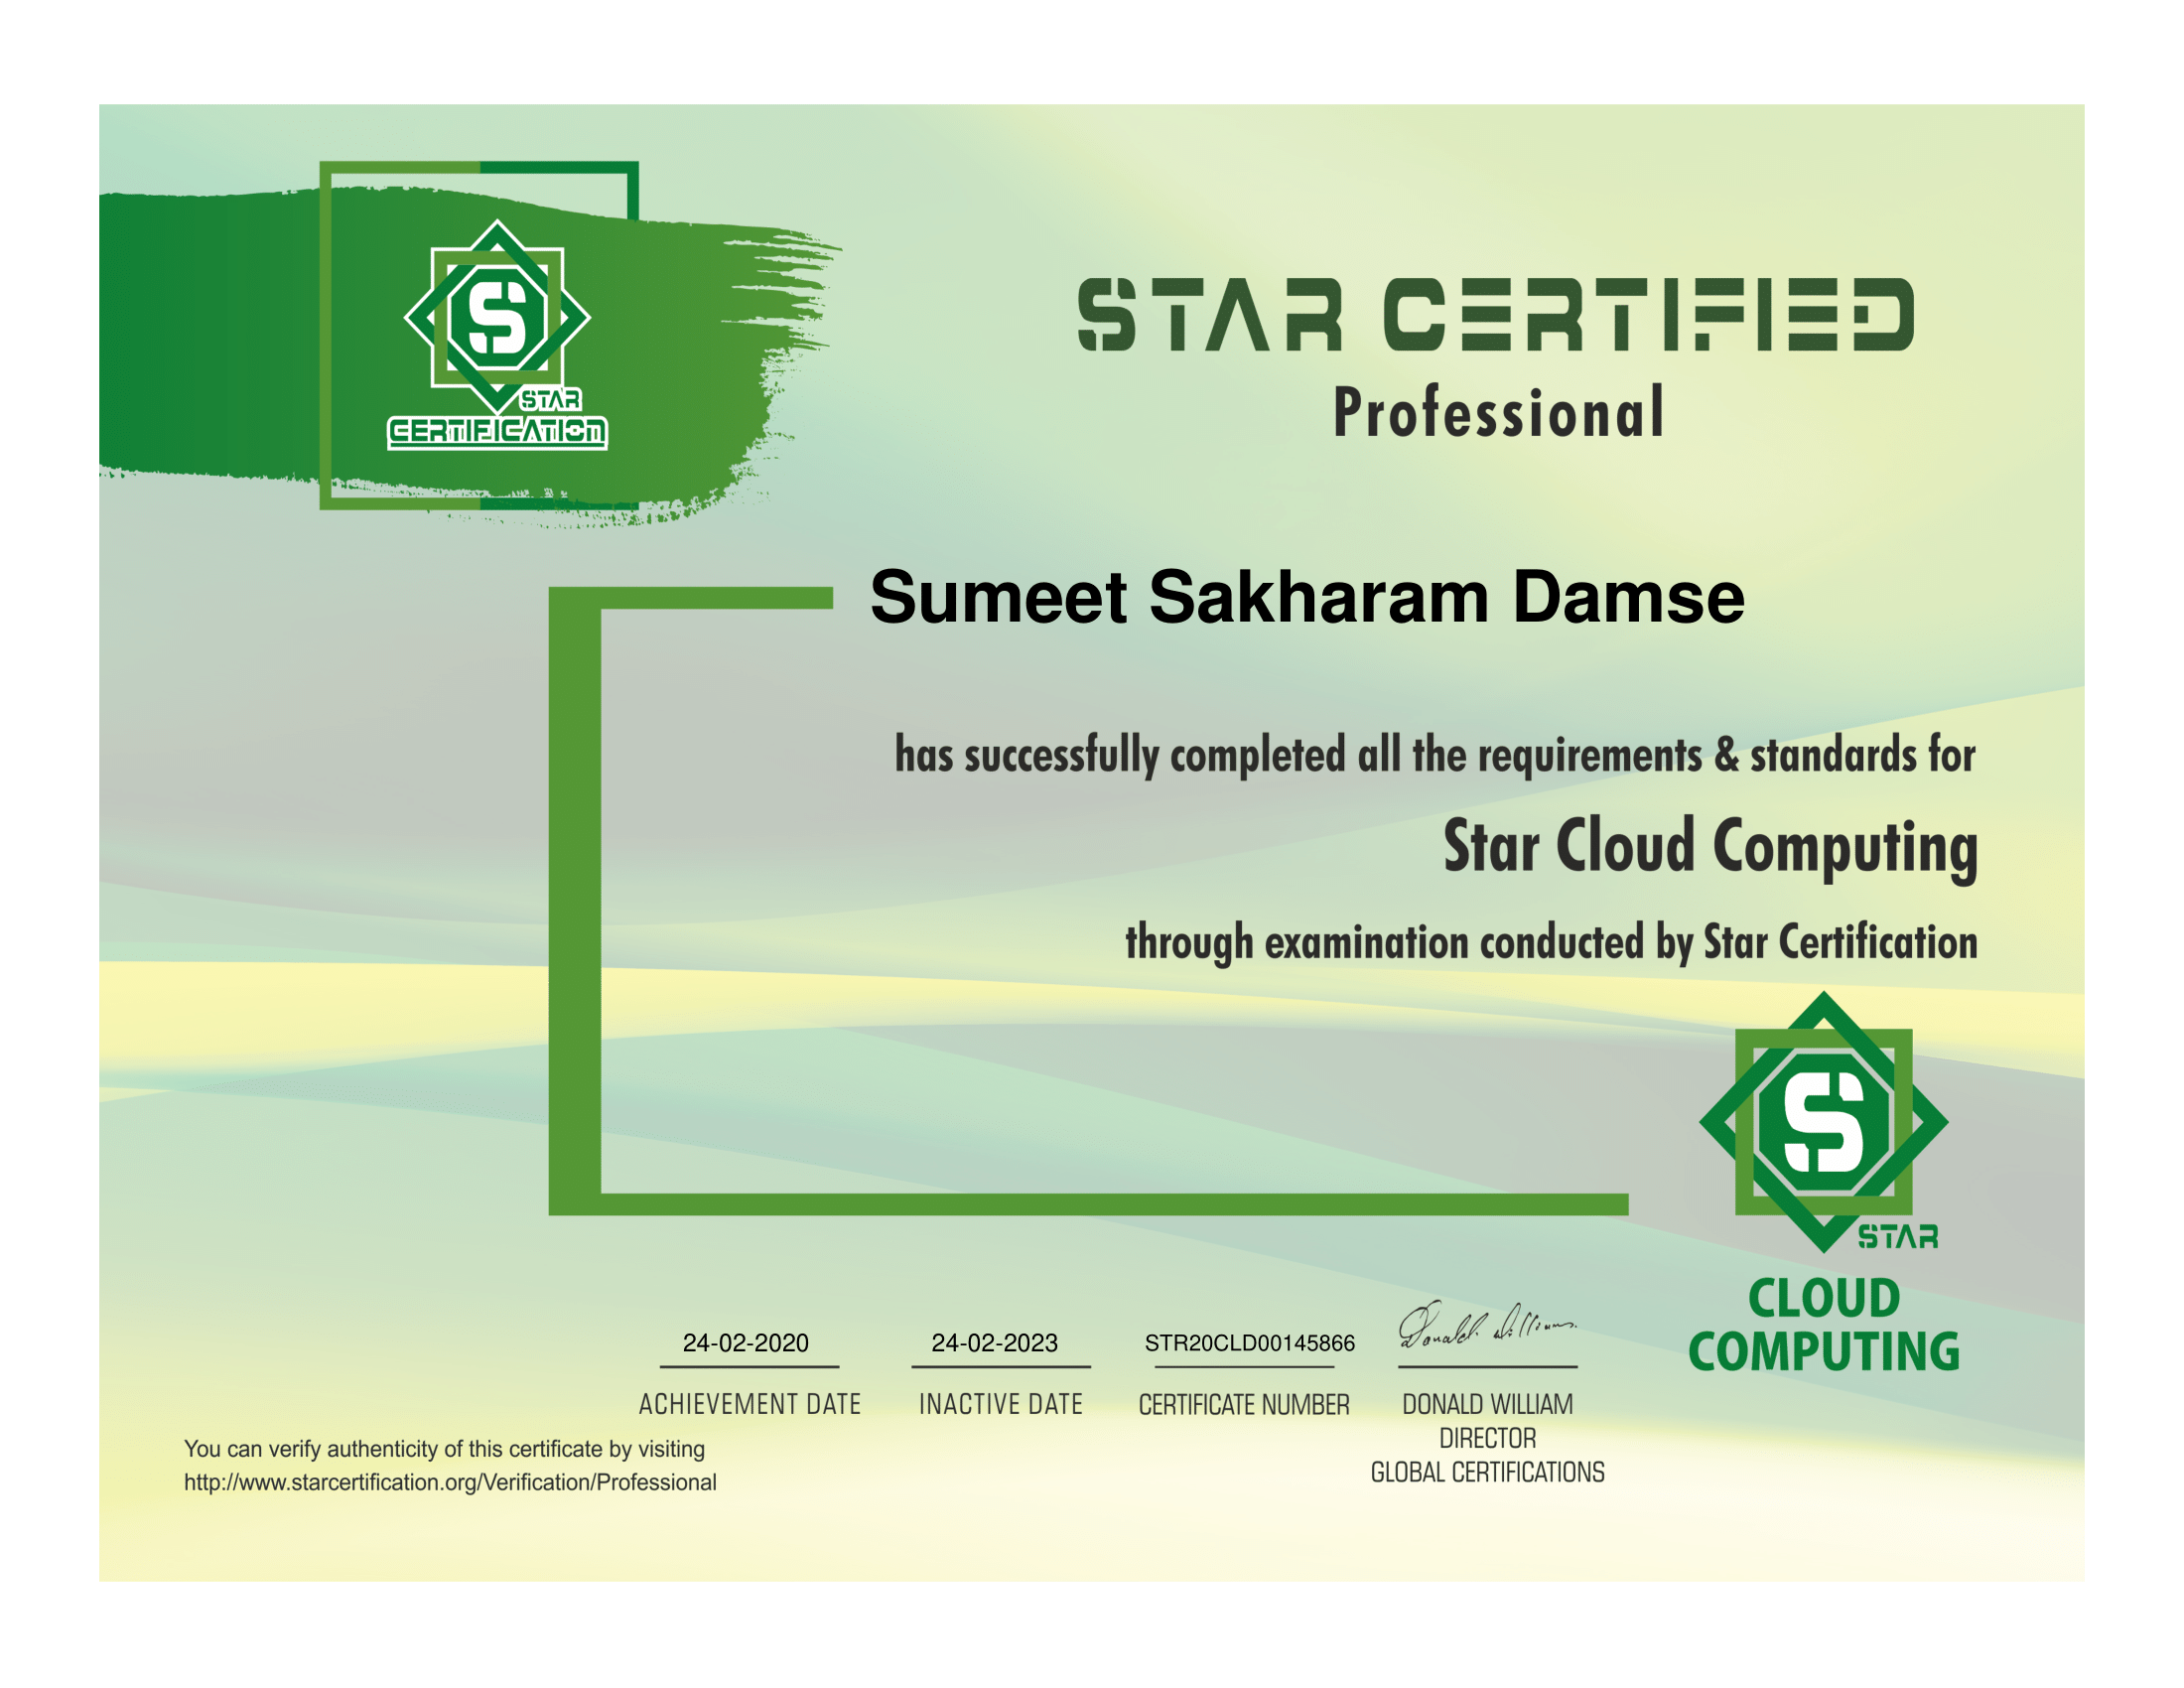 STAR
CERTIFICATION
STAR CERTIFIED
Professional
Sumeet Sakharam Damse
has successfully completed all the requirements & standards for
Star Cloud Computing
through examination conducted by Star Certification
STAR
CLOUD
COMPUTING
24-02-2020
ACHIEVEMENT DATE
24-02-2023
INACTIVE DATE
STR20CLD00145866
CERTIFICATE NUMBER
Donald Williams.
DONALD WILLIAM
DIRECTOR
GLOBAL CERTIFICATIONS
You can verify authenticity of this certificate by visiting
http://www.starcertification.org/Verification/Professional